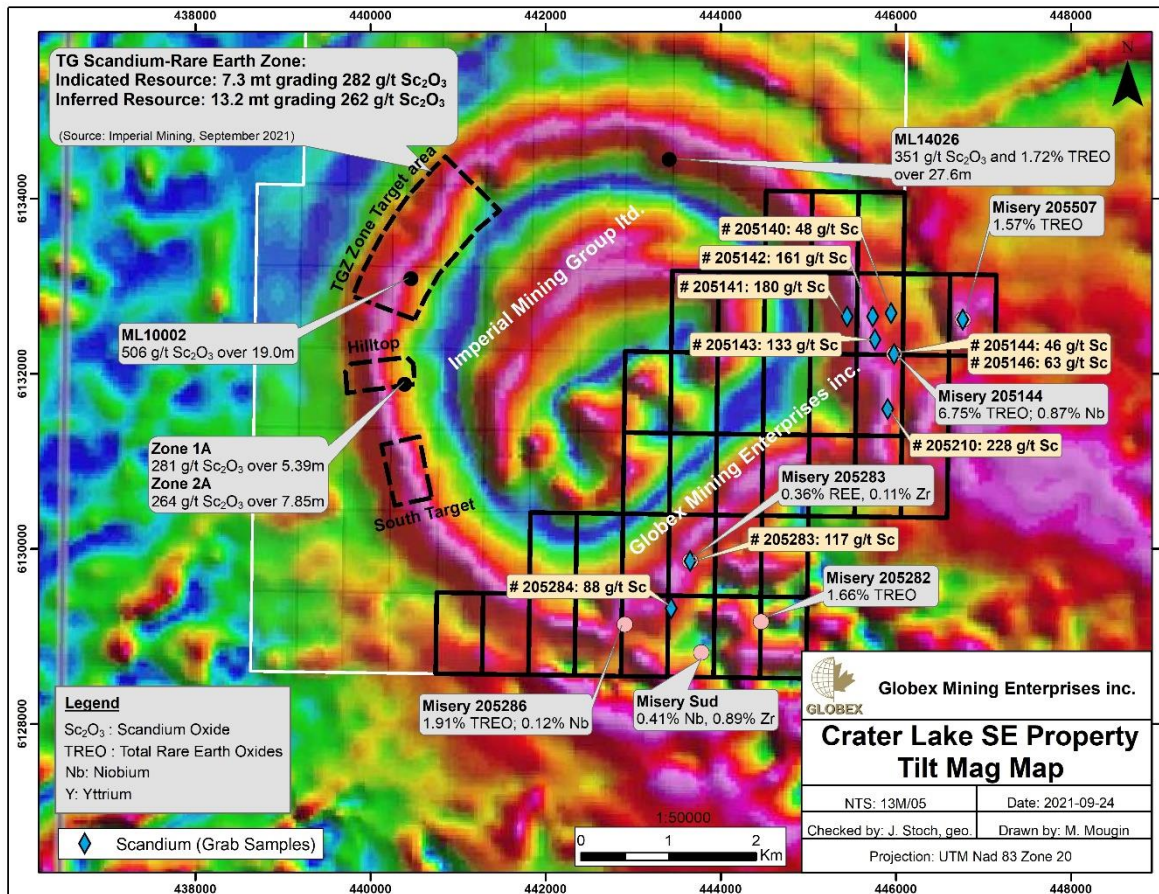 438000
440000
442000
444000
446000
448000
TG Scandium-Rare Earth Zone:
Indicated Resource: 7.3 mt grading 282 g/t Sc₂O₃
Inferred Resource: 13.2 mt grading 262 g/t Sc₂O₃
(Source: Imperial Mining, September 2021)
N
ML14026
351 g/t Sc₂O₃ and 1.72% TREO
over 27.6m
6134000
6134000
TGZ Zone Target area
Misery 205507
1.57% TREO
# 205140: 48 g/t Sc
# 205142: 161 g/t Sc
# 205141: 180 g/t Sc
# 205143: 133 g/t Sc
Imperial Mining Group ltd.
ML10002
506 g/t Sc₂O₃ over 19.0m
# 205144: 46 g/t Sc
# 205146: 63 g/t Sc
Hilltop
6132000
6132000
Misery 205144
6.75% TREO; 0.87% Nb
# 205210: 228 g/t Sc
Zone 1A
281 g/t Sc₂O₃ over 5.39m
Zone 2A
264 g/t Sc₂O₃ over 7.85m
South Target
Globex Mining Enterprises inc.
Misery 205283
0.36% REE, 0.11% Zr
# 205283: 117 g/t Sc
6130000
6130000
# 205284: 88 g/t Sc
Misery 205282
1.66% TREO
Misery 205286
1.91% TREO; 0.12% Nb
Misery Sud
0.41% Nb, 0.89% Zr
6128000
6128000
Legend
Sc₂O₃ : Scandium Oxide
TREO : Total Rare Earth Oxides
Nb: Niobium
Y: Yttrium
Scandium (Grab Samples)
1:50000
0 1 2
Km
GLOBEX
Globex Mining Enterprises inc.
Crater Lake SE Property
Tilt Mag Map
NTS: 13M/05
Date: 2021-09-24
Checked by: J. Stoch, geo.
Drawn by: M. Mougin
Projection: UTM Nad 83 Zone 20
438000
440000
442000
444000
446000
448000